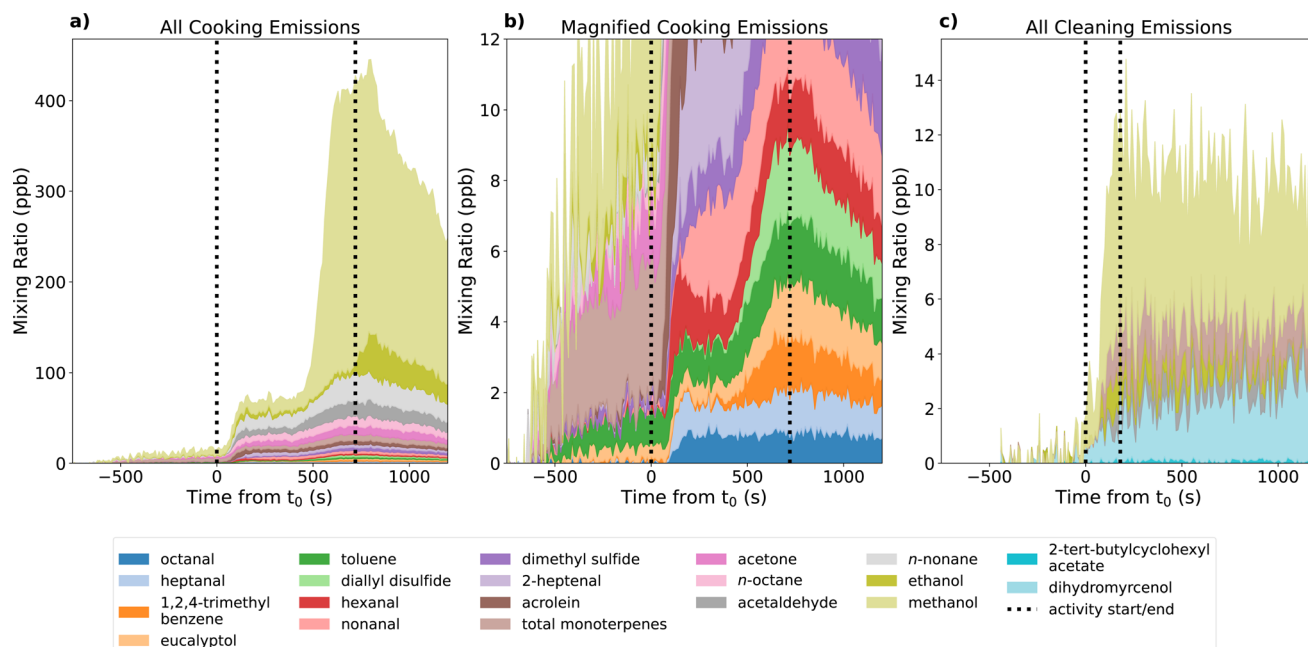 a) All Cooking Emissions
b) Magnified Cooking Emissions
c) All Cleaning Emissions
Mixing Ratio (ppb)
400
300
200
100
0
−500 0 500 1000
Time from t₀ (s)
Mixing Ratio (ppb)
12
10
8
6
4
2
0
−500 0 500 1000
Time from t₀ (s)
Mixing Ratio (ppb)
14
12
10
8
6
4
2
0
−500 0 500 1000
Time from t₀ (s)
octanal
heptanal
1,2,4-trimethyl
benzene
eucalyptol
toluene
diallyl disulfide
hexanal
nonanal
dimethyl sulfide
2-heptenal
acrolein
total monoterpenes
acetone
n-octane
acetaldehyde
n-nonane
ethanol
methanol
2-tert-butylcyclohexyl
acetate
dihydromyrcenol
activity start/end